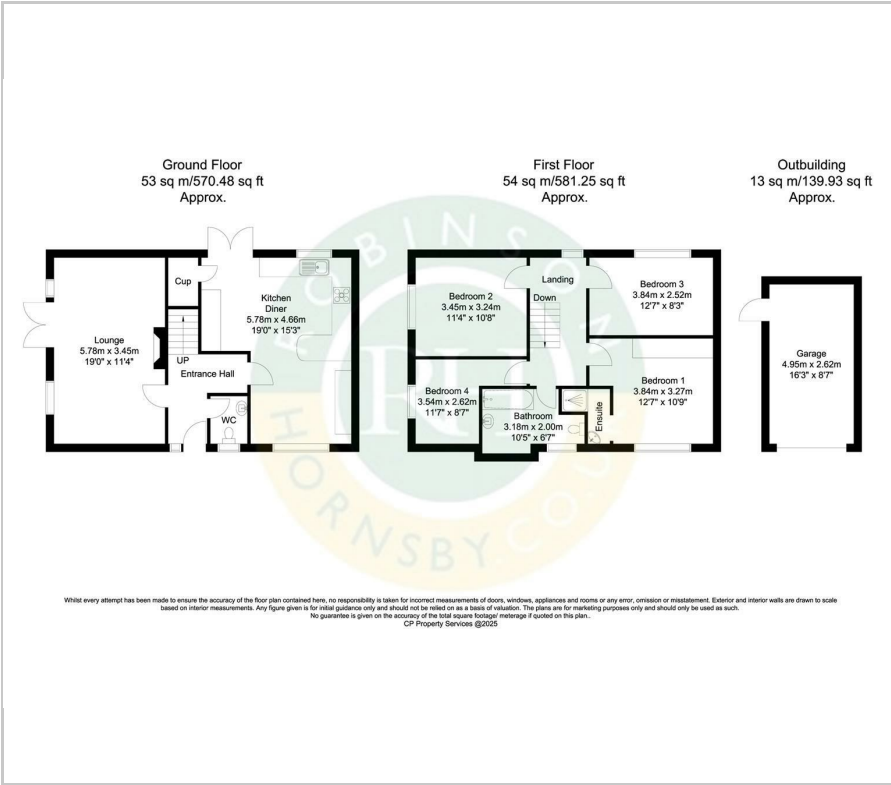 Ground Floor
53 sq m/570.48 sq ft
Approx.
First Floor
54 sq m/581.25 sq ft
Approx.
Outbuilding
13 sq m/139.93 sq ft
Approx.
Cup
Kitchen
Diner
5.78m x 4.66m
19'0" x 15'3"
Lounge
5.78m x 3.45m
19'0" x 11'4"
UP
Entrance Hall
WC
Bedroom 2
3.45m x 3.24m
11'4" x 10'8"
Landing
Down
Bedroom 3
3.84m x 2.52m
12'7" x 8'3"
Bedroom 4
3.54m x 2.62m
11'7" x 8'7"
Bathroom
3.18m x 2.00m
10'5" x 6'7"
Ensuite
Bedroom 1
3.84m x 3.27m
12'7" x 10'9"
Garage
4.95m x 2.62m
16'3" x 8'7"
ROBINSON
RH
HORNSBY.CO.UK
Whilst every attempt has been made to ensure the accuracy of the floor plan contained here, no responsibility is taken for incorrect measurements of doors, windows, appliances and rooms or any error, omission or misstatement. Exterior and interior walls are drawn to scale
based on interior measurements. Any figure given is for initial guidance only and should not be relied on as a basis of valuation. The plans are for marketing purposes only and should only be used as such.
No guarantee is given on the accuracy of the total square footage/ meterage if quoted on this plan..
CP Property Services @2025